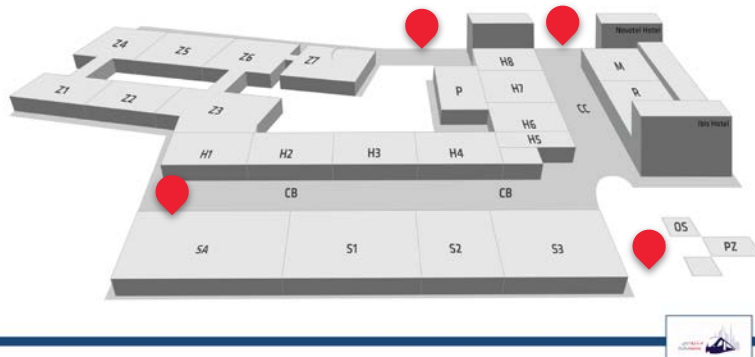 Novotel Hotel
Z4
Z5
Z6
Z7
H8
M
Z1
Z2
Z3
P
H7
R
CC
H6
Ibis Hotel
H5
H1
H2
H3
H4
CB
CB
OS
PZ
SA
S1
S2
S3